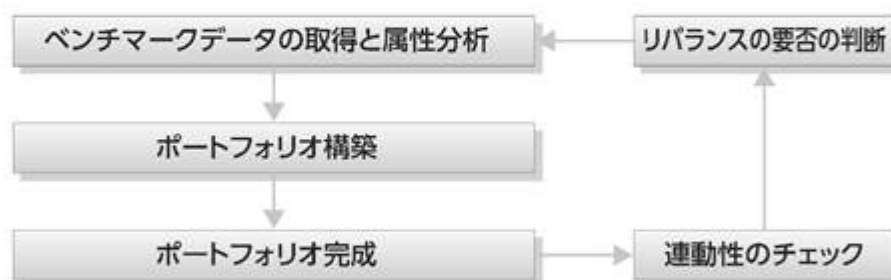 ベンチマークデータの取得と属性分析
リバランスの要否の判断
ポートフォリオ構築
ポートフォリオ完成
連動性のチェック